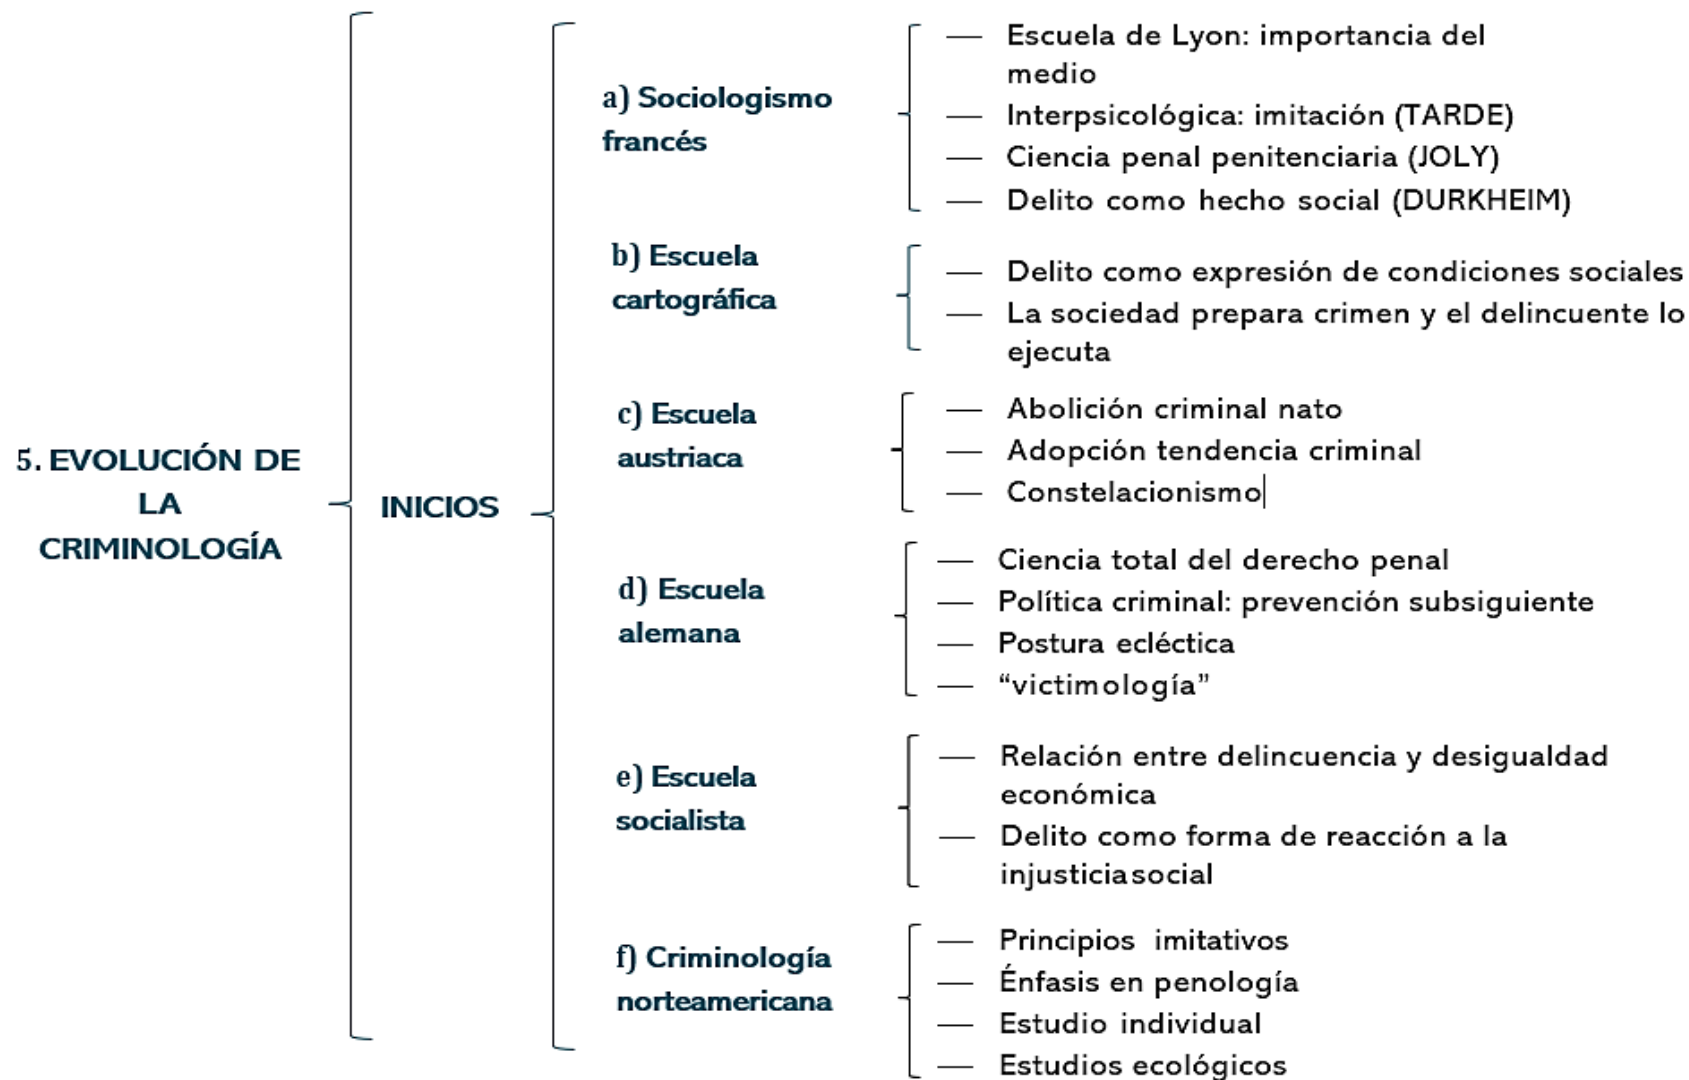 5. EVOLUCIÓN DE
LA
CRIMINOLOGÍA
INICIOS
a) Sociologismo
francés
— Escuela de Lyon: importancia del
medio
— Interpsicológica: imitación (TARDE)
— Ciencia penal penitenciaria (JOLY)
— Delito como hecho social (DURKHEIM)
b) Escuela
cartográfica
— Delito como expresión de condiciones sociales
— La sociedad prepara crimen y el delincuente lo
ejecuta
c) Escuela
austriaca
— Abolición criminal nato
— Adopción tendencia criminal
— Constelacionismo
d) Escuela
alemana
— Ciencia total del derecho penal
— Política criminal: prevención subsiguiente
— Postura ecléctica
— “victimología”
e) Escuela
socialista
— Relación entre delincuencia y desigualdad
económica
— Delito como forma de reacción a la
injusticiasocial
f) Criminología
norteamericana
— Principios imitativos
— Énfasis en penología
— Estudio individual
— Estudios ecológicos